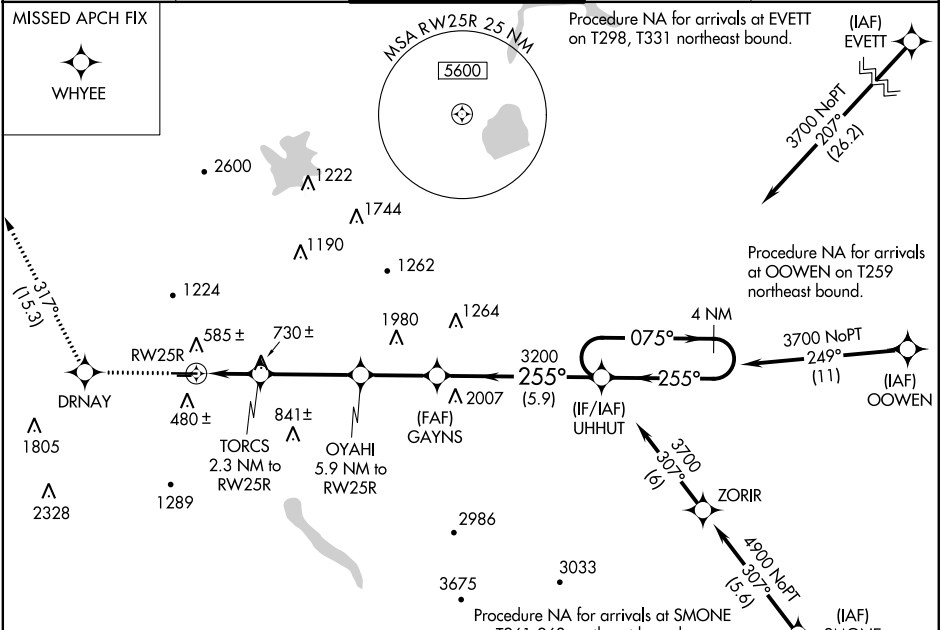 MISSED APCH FIX
WHYEE
MSA RW25R 25 NM
5600
Procedure NA for arrivals at EVETT
on T298, T331 northeast bound.
(IAF)
EVETT
3700 NoPT
207°
(26.2)
2600
1222
1744
1190
1262
1224
1264
1980
585 ±
730 ±
317°
(15.3)
Procedure NA for arrivals
at OOWEN on T259
northeast bound.
4 NM
075°
3700 NoPT
249°
(11)
(IAF)
OOWEN
RW25R
3200
255°
(5.9)
255°
(IF/IAF)
UHHUT
DRNAY
480 ±
841±
(FAF)
GAYNS
2007
1805
TORCS
2.3 NM to
RW25R
OYAHI
5.9 NM to
RW25R
3700
307°
(6)
ZORIR
2328
1289
2986
3033
3675
4900 NoPT
307°
(5.6)
Procedure NA for arrivals at SMONE
(IAF)
SMONE